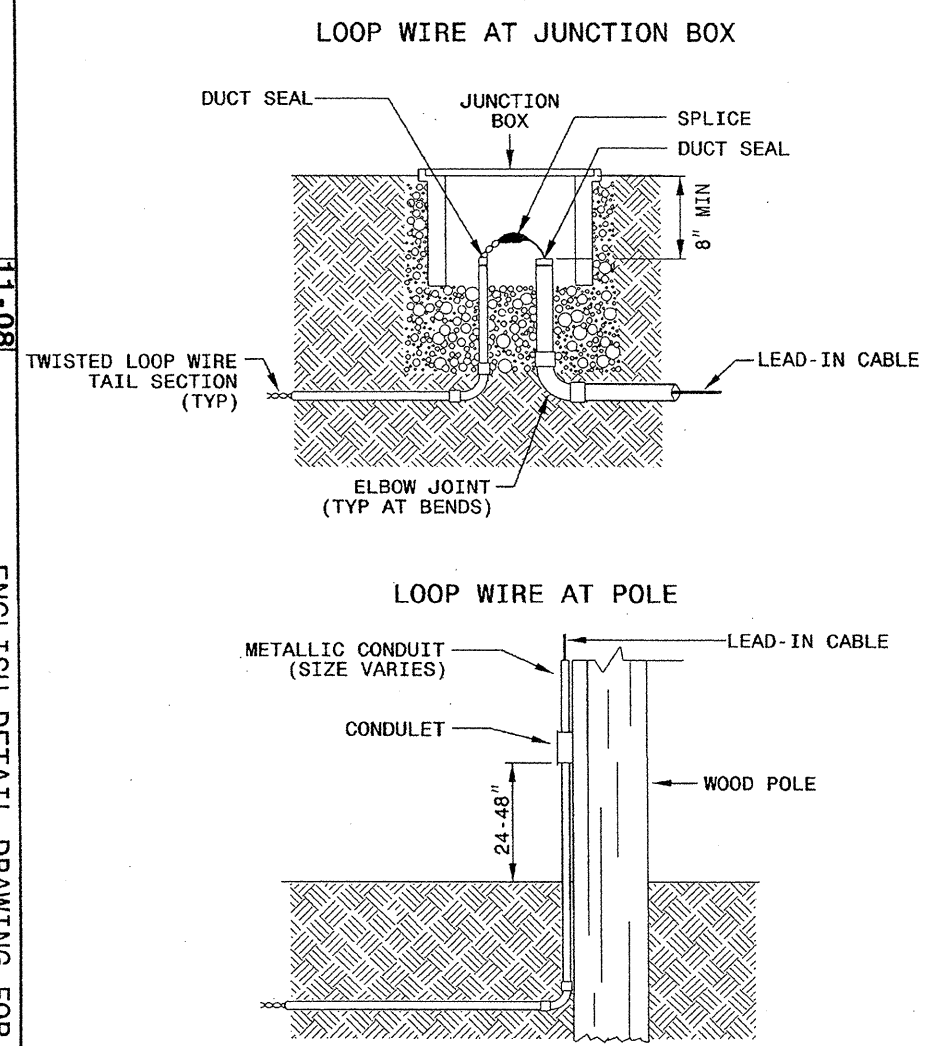 LOOP WIRE AT JUNCTION BOX
DUCT SEAL
JUNCTION
BOX
SPLICE
DUCT SEAL
8" MIN
11-08
TWISTED LOOP WIRE
TAIL SECTION
(TYP)
LEAD-IN CABLE
ELBOW JOINT
(TYP AT BENDS)
LOOP WIRE AT POLE
METALLIC CONDUIT
(SIZE VARIES)
LEAD-IN CABLE
CONDULET
WOOD POLE
24-48"
ENGLISH DETAIL DRAWING FOR